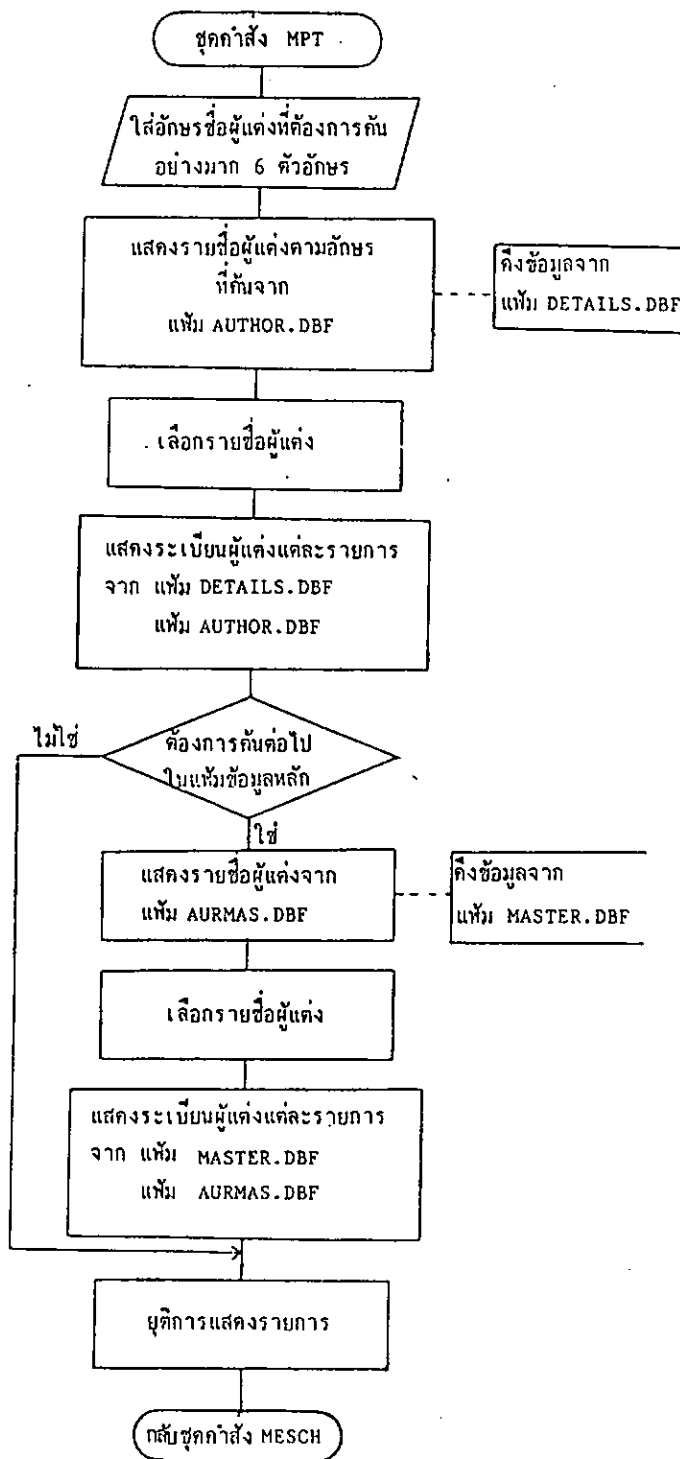 ชุดคำสั่ง MPT
ใส่อักษรชื่อผู้แต่งที่ต้องการค้น
อย่างมาก 6 ตัวอักษร
แสดงรายชื่อผู้แต่งตามอักษร
ที่ค้นจาก
แฟ้ม AUTHOR.DBF
ดึงข้อมูลจาก
แฟ้ม DETAILS.DBF
เลือกรายชื่อผู้แต่ง
แสดงระเบียนผู้แต่งแต่ละรายการ
จาก แฟ้ม DETAILS.DBF
แฟ้ม AUTHOR.DBF
ไม่ใช่
ต้องการค้นต่อไป
ในแฟ้มข้อมูลหลัก
ใช่
แสดงรายชื่อผู้แต่งจาก
แฟ้ม AURMAS.DBF
ดึงข้อมูลจาก
แฟ้ม MASTER.DBF
เลือกรายชื่อผู้แต่ง
แสดงระเบียนผู้แต่งแต่ละรายการ
จาก แฟ้ม MASTER.DBF
แฟ้ม AURMAS.DBF
ยุติการแสดงรายการ
กลับชุดคำสั่ง MESCH